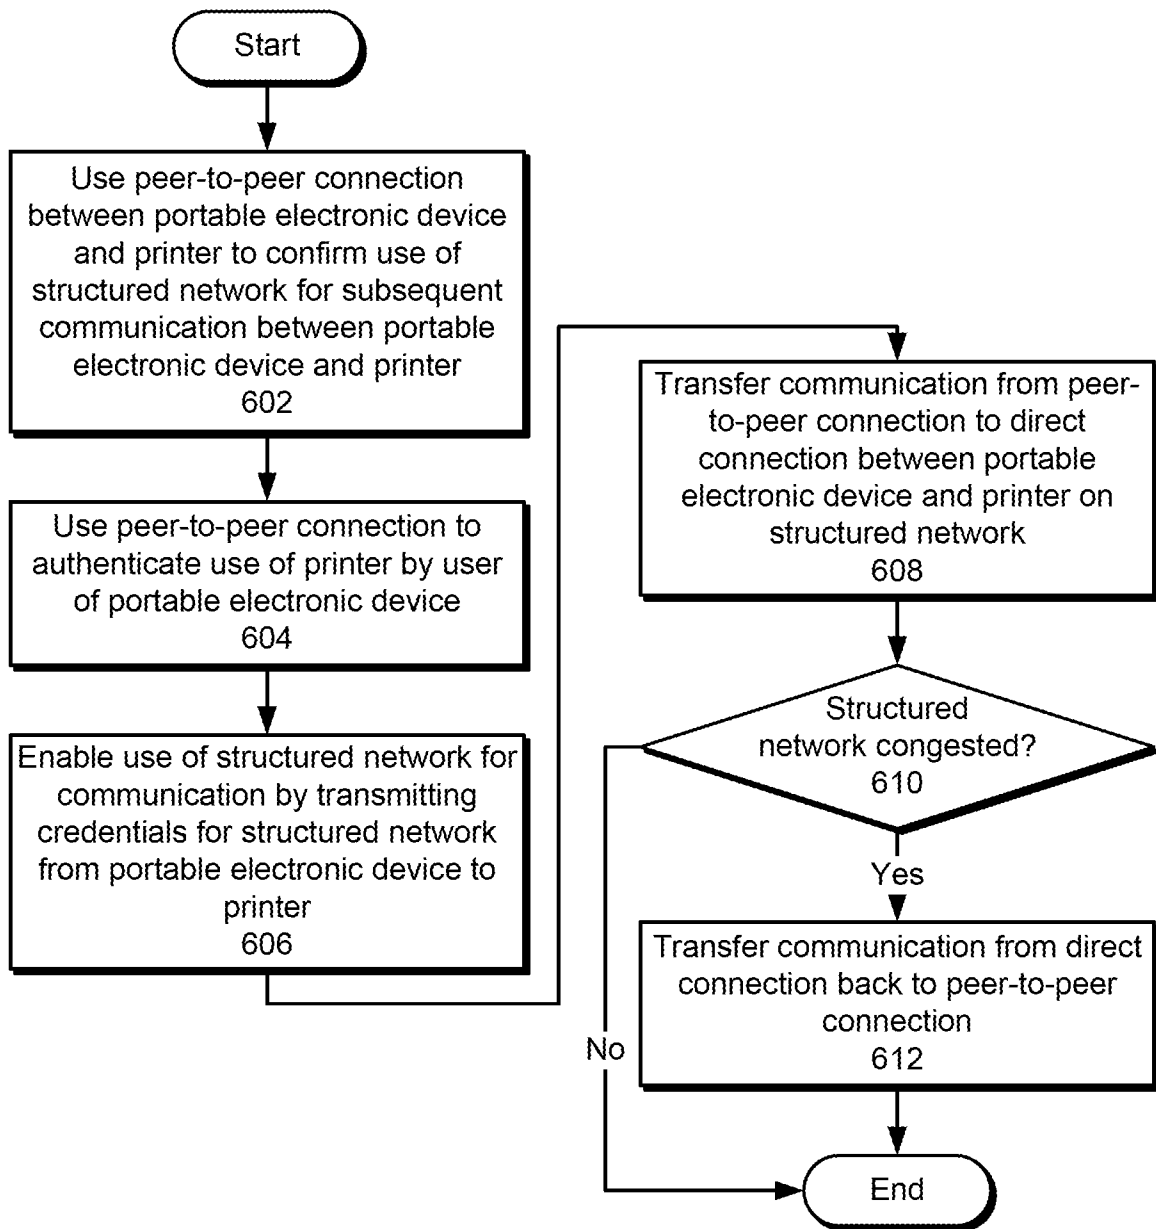 Start
Use peer-to-peer connection
between portable electronic device
and printer to confirm use of
structured network for subsequent
communication between portable
electronic device and printer
602
Use peer-to-peer connection to
authenticate use of printer by user
of portable electronic device
604
Enable use of structured network for
communication by transmitting
credentials for structured network
from portable electronic device to
printer
606
Transfer communication from peer-
to-peer connection to direct
connection between portable
electronic device and printer on
structured network
608
Structured
network congested?
610
Yes
No
Transfer communication from direct
connection back to peer-to-peer
connection
612
End